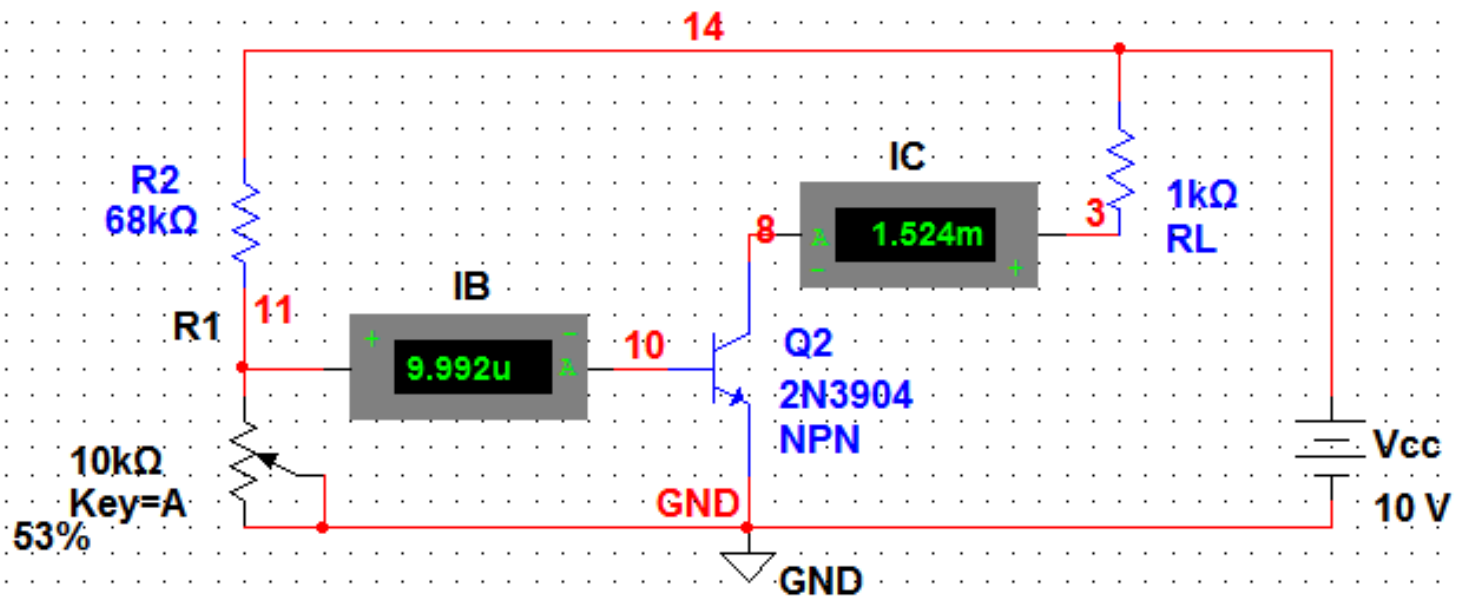 14
R2
68kΩ
IC
A
1.524m
-
+
8
3
1kΩ
RL
R1
11
IB
+
-
9.992u
A
10
Q2
2N3904
NPN
10kΩ
Key=A
53%
GND
Vcc
10 V
GND